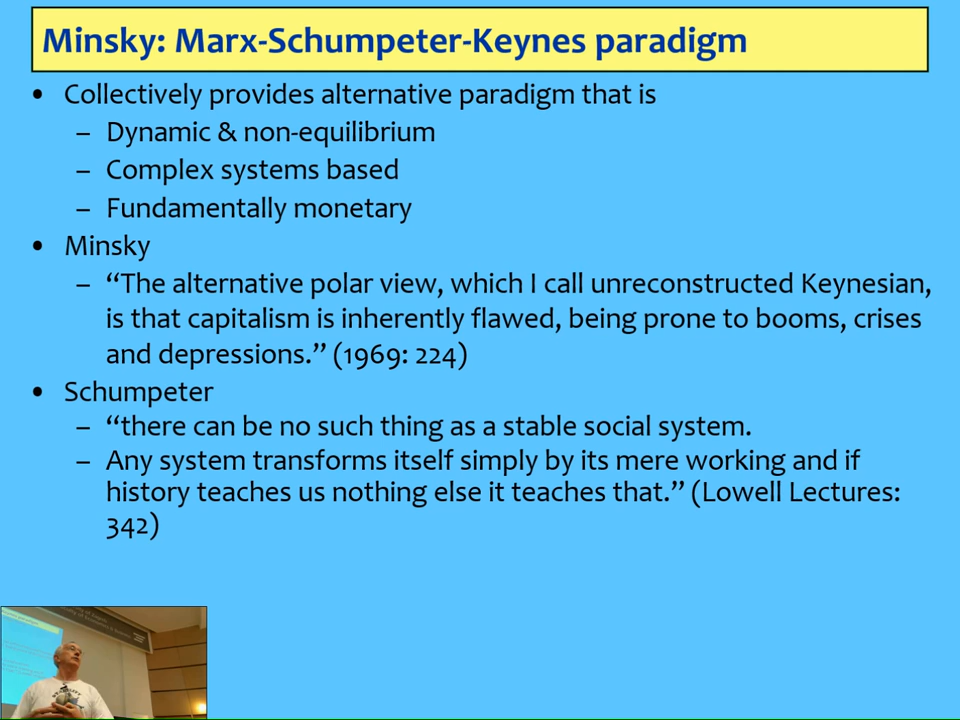 Minsky: Marx-Schumpeter-Keynes paradigm
• Collectively provides alternative paradigm that is
– Dynamic & non-equilibrium
– Complex systems based
– Fundamentally monetary
• Minsky
– “The alternative polar view, which I call unreconstructed Keynesian,
is that capitalism is inherently flawed, being prone to booms, crises
and depressions.” (1969: 224)
• Schumpeter
– “there can be no such thing as a stable social system.
– Any system transforms itself simply by its mere working and if
history teaches us nothing else it teaches that.” (Lowell Lectures:
342)